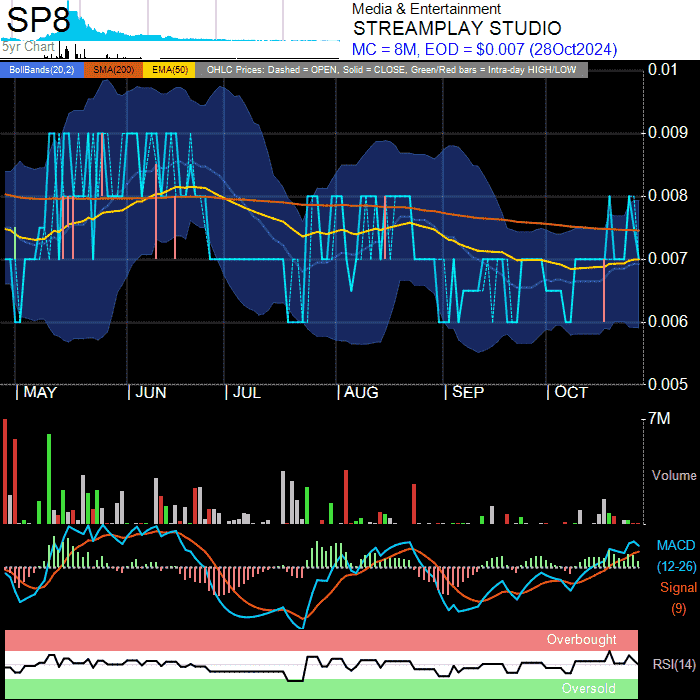 SP8
Media & Entertainment
STREAMPLAY STUDIO
5yr Chart
MC = 8M, EOD = $0.007 (28Oct2024)
BollBands(20,2) SMA(200) EMA(50) OHLC Prices: Dashed = OPEN, Solid = CLOSE, Green/Red bars = Intra-day HIGH/LOW
0.01
0.009
0.008
0.007
0.006
0.005
MAY JUN JUL AUG SEP OCT
7M
Volume
MACD
(12-26)
Signal
(9)
Overbought
RSI(14)
Oversold